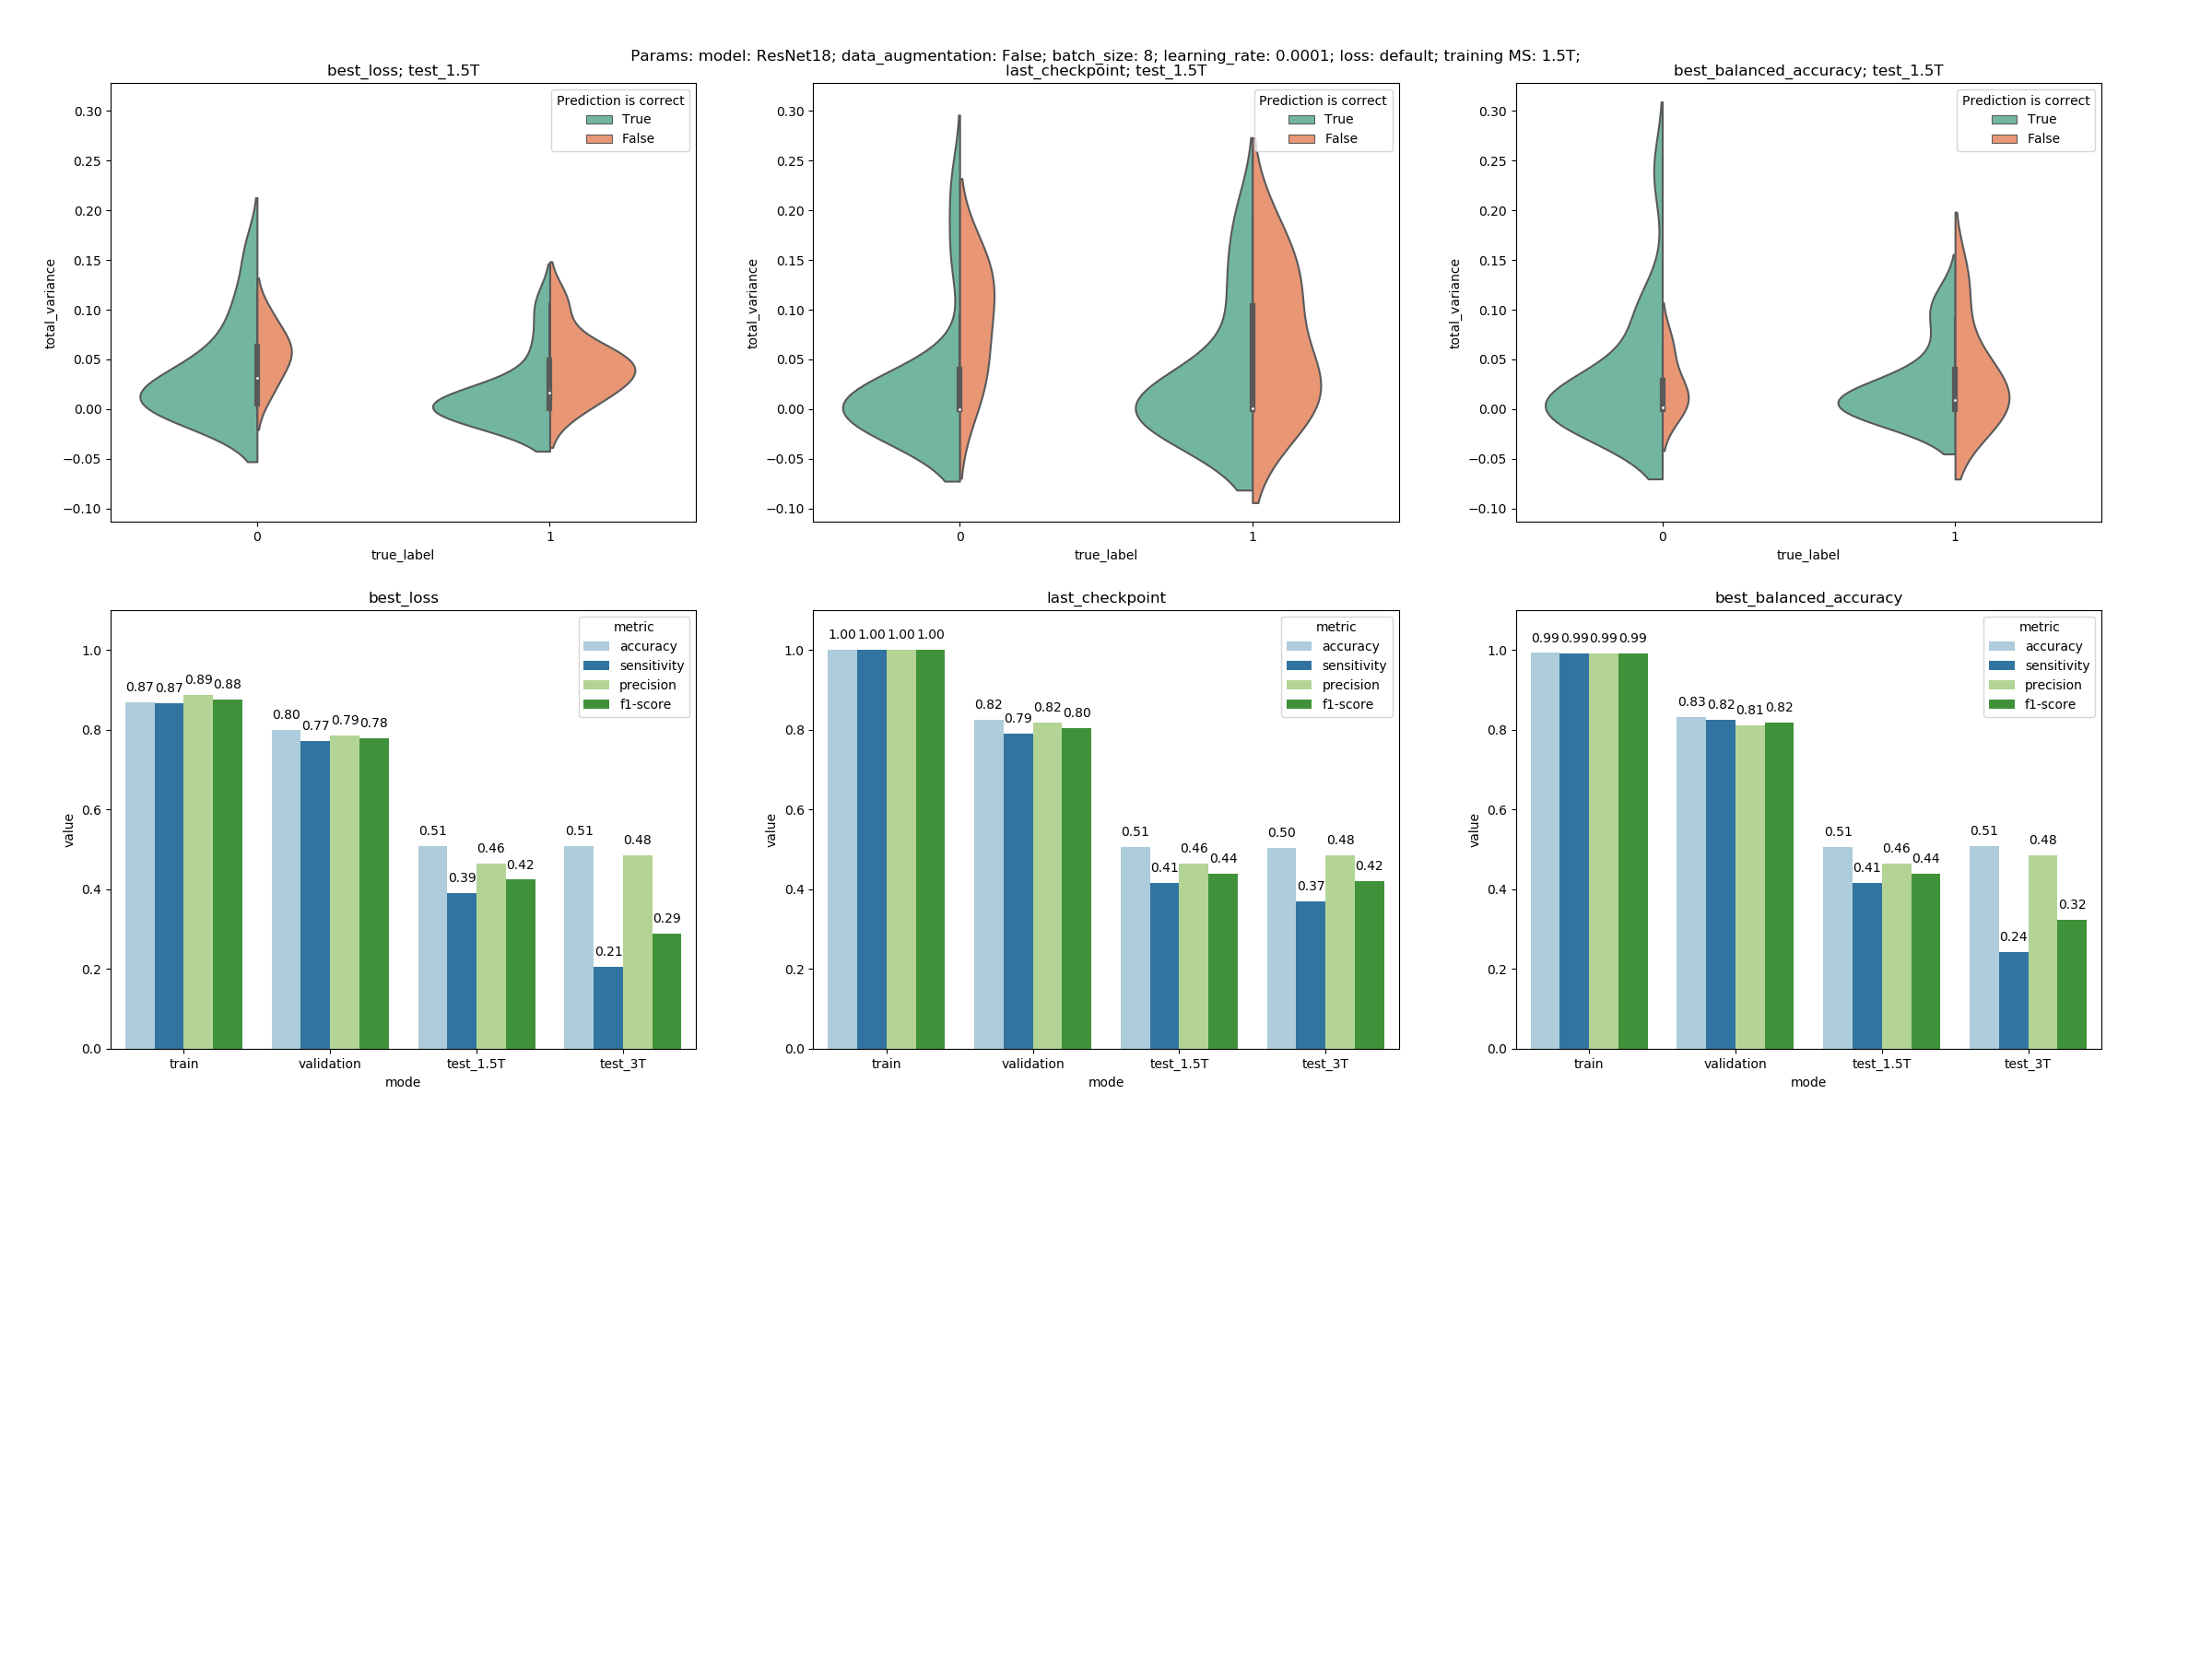 Params: model: ResNet18; data_augmentation: False; batch_size: 8; learning_rate: 0.0001; loss: default; training MS: 1.5T;
best_loss; test_1.5T
Prediction is correct
True
False
total_variance
0.30
0.25
0.20
0.15
0.10
0.05
0.00
−0.05
−0.10
0 1
true_label
last_checkpoint; test_1.5T
Prediction is correct
True
False
total_variance
0.30
0.25
0.20
0.15
0.10
0.05
0.00
−0.05
−0.10
0 1
true_label
best_balanced_accuracy; test_1.5T
Prediction is correct
True
False
total_variance
0.30
0.25
0.20
0.15
0.10
0.05
0.00
−0.05
−0.10
0 1
true_label
best_loss
metric
accuracy
sensitivity
precision
f1-score
value
1.0
0.8
0.6
0.4
0.2
0.0
0.87 0.87 0.89 0.88
0.80 0.77 0.79 0.78
0.51 0.39 0.46 0.42
0.51 0.21 0.48 0.29
train validation test_1.5T test_3T
mode
last_checkpoint
metric
accuracy
sensitivity
precision
f1-score
value
1.0
0.8
0.6
0.4
0.2
0.0
1.00 1.00 1.00 1.00
0.82 0.79 0.82 0.80
0.51 0.41 0.46 0.44
0.50 0.37 0.48 0.42
train validation test_1.5T test_3T
mode
best_balanced_accuracy
metric
accuracy
sensitivity
precision
f1-score
value
1.0
0.8
0.6
0.4
0.2
0.0
0.99 0.99 0.99 0.99
0.83 0.82 0.81 0.82
0.51 0.41 0.46 0.44
0.51 0.24 0.48 0.32
train validation test_1.5T test_3T
mode